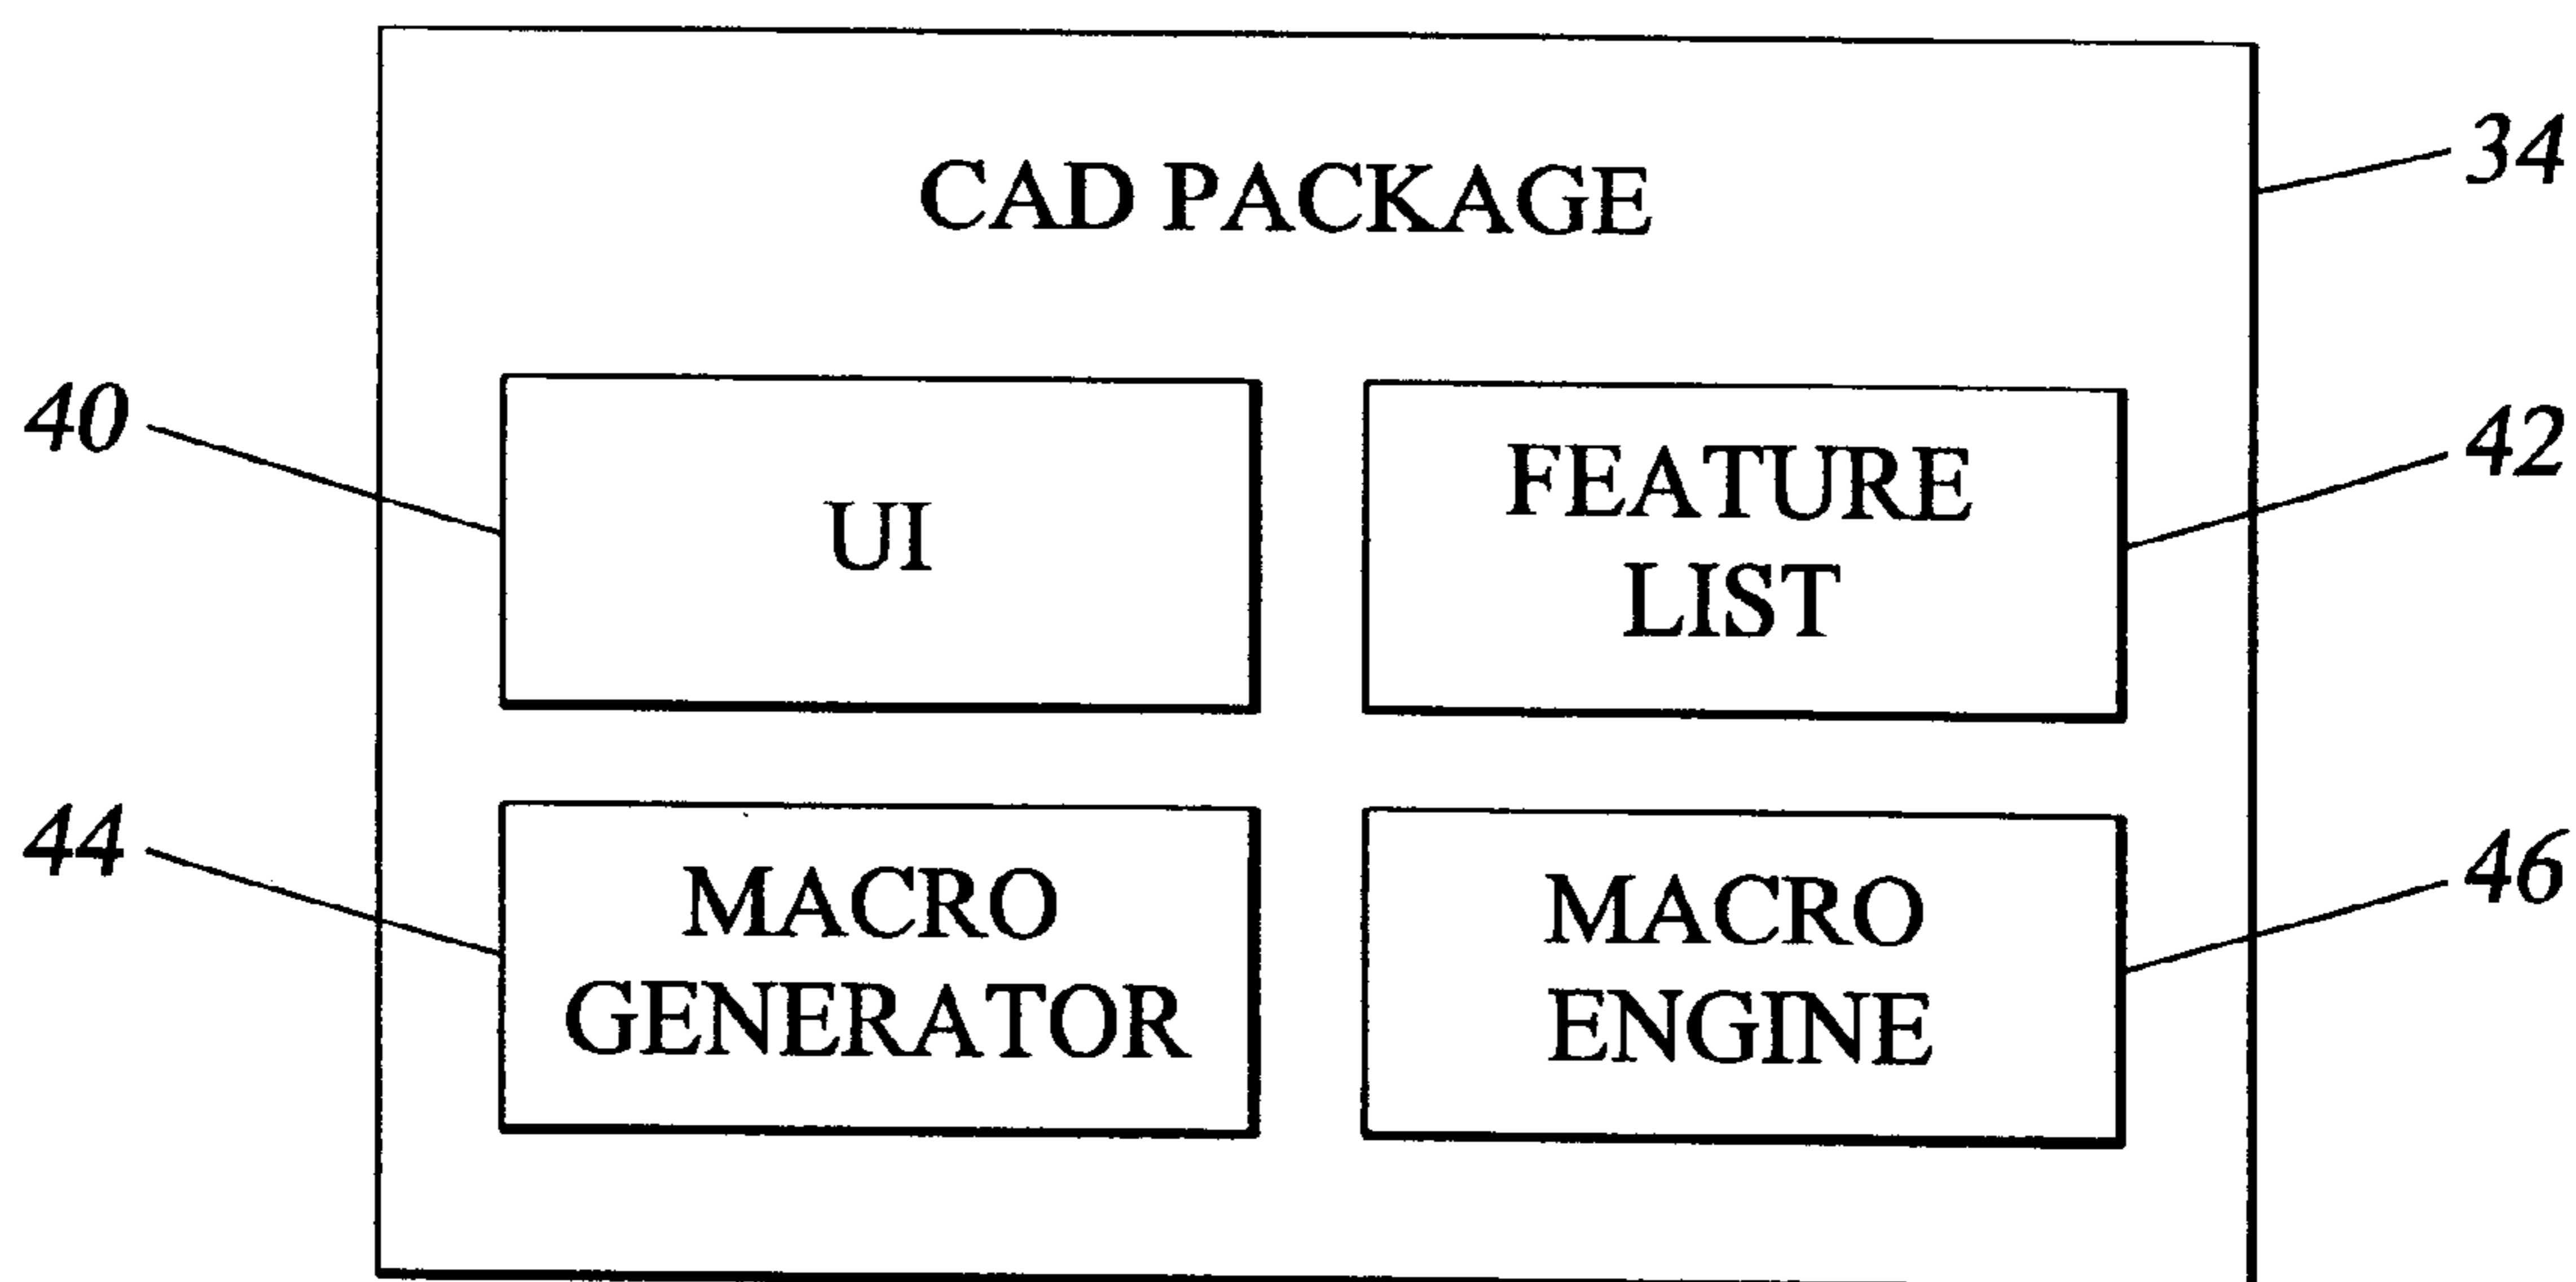 CAD PACKAGE
34
40
UI
FEATURE
LIST
42
44
MACRO
GENERATOR
MACRO
ENGINE
46